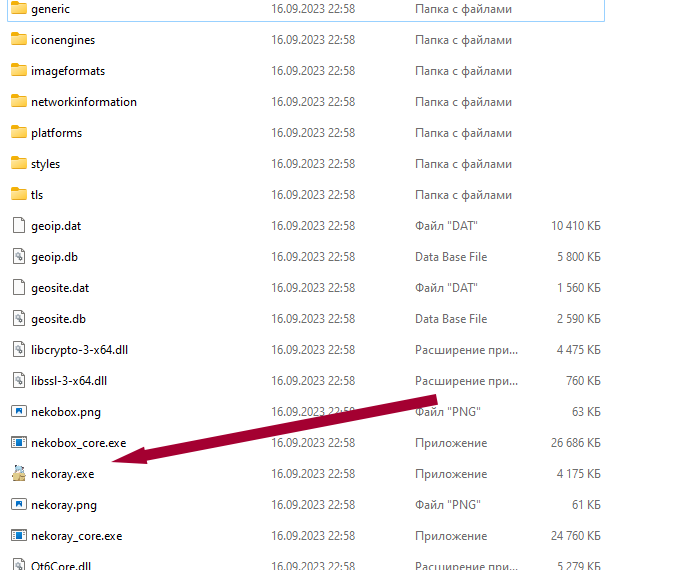 generic 16.09.2023 22:58 Папка с файлами
iconengines 16.09.2023 22:58 Папка с файлами
imageformats 16.09.2023 22:58 Папка с файлами
networkinformation 16.09.2023 22:58 Папка с файлами
platforms 16.09.2023 22:58 Папка с файлами
styles 16.09.2023 22:58 Папка с файлами
tls 16.09.2023 22:58 Папка с файлами
geoip.dat 16.09.2023 22:58 Файл "DAT" 10 410 КБ
geoip.db 16.09.2023 22:58 Data Base File 5 800 КБ
geosite.dat 16.09.2023 22:58 Файл "DAT" 1 560 КБ
geosite.db 16.09.2023 22:58 Data Base File 2 590 КБ
libcrypto-3-x64.dll 16.09.2023 22:58 Расширение при... 4 475 КБ
libssl-3-x64.dll 16.09.2023 22:58 Расширение при... 760 КБ
nekobox.png 16.09.2023 22:58 Файл "PNG" 63 КБ
nekobox_core.exe 16.09.2023 22:58 Приложение 26 686 КБ
nekoray.exe 16.09.2023 22:58 Приложение 4 175 КБ
nekoray.png 16.09.2023 22:58 Файл "PNG" 61 КБ
nekoray_core.exe 16.09.2023 22:58 Приложение 24 760 КБ
Qt6Core.dll 16.09.2023 22:58 Расширение при... 5 279 КБ